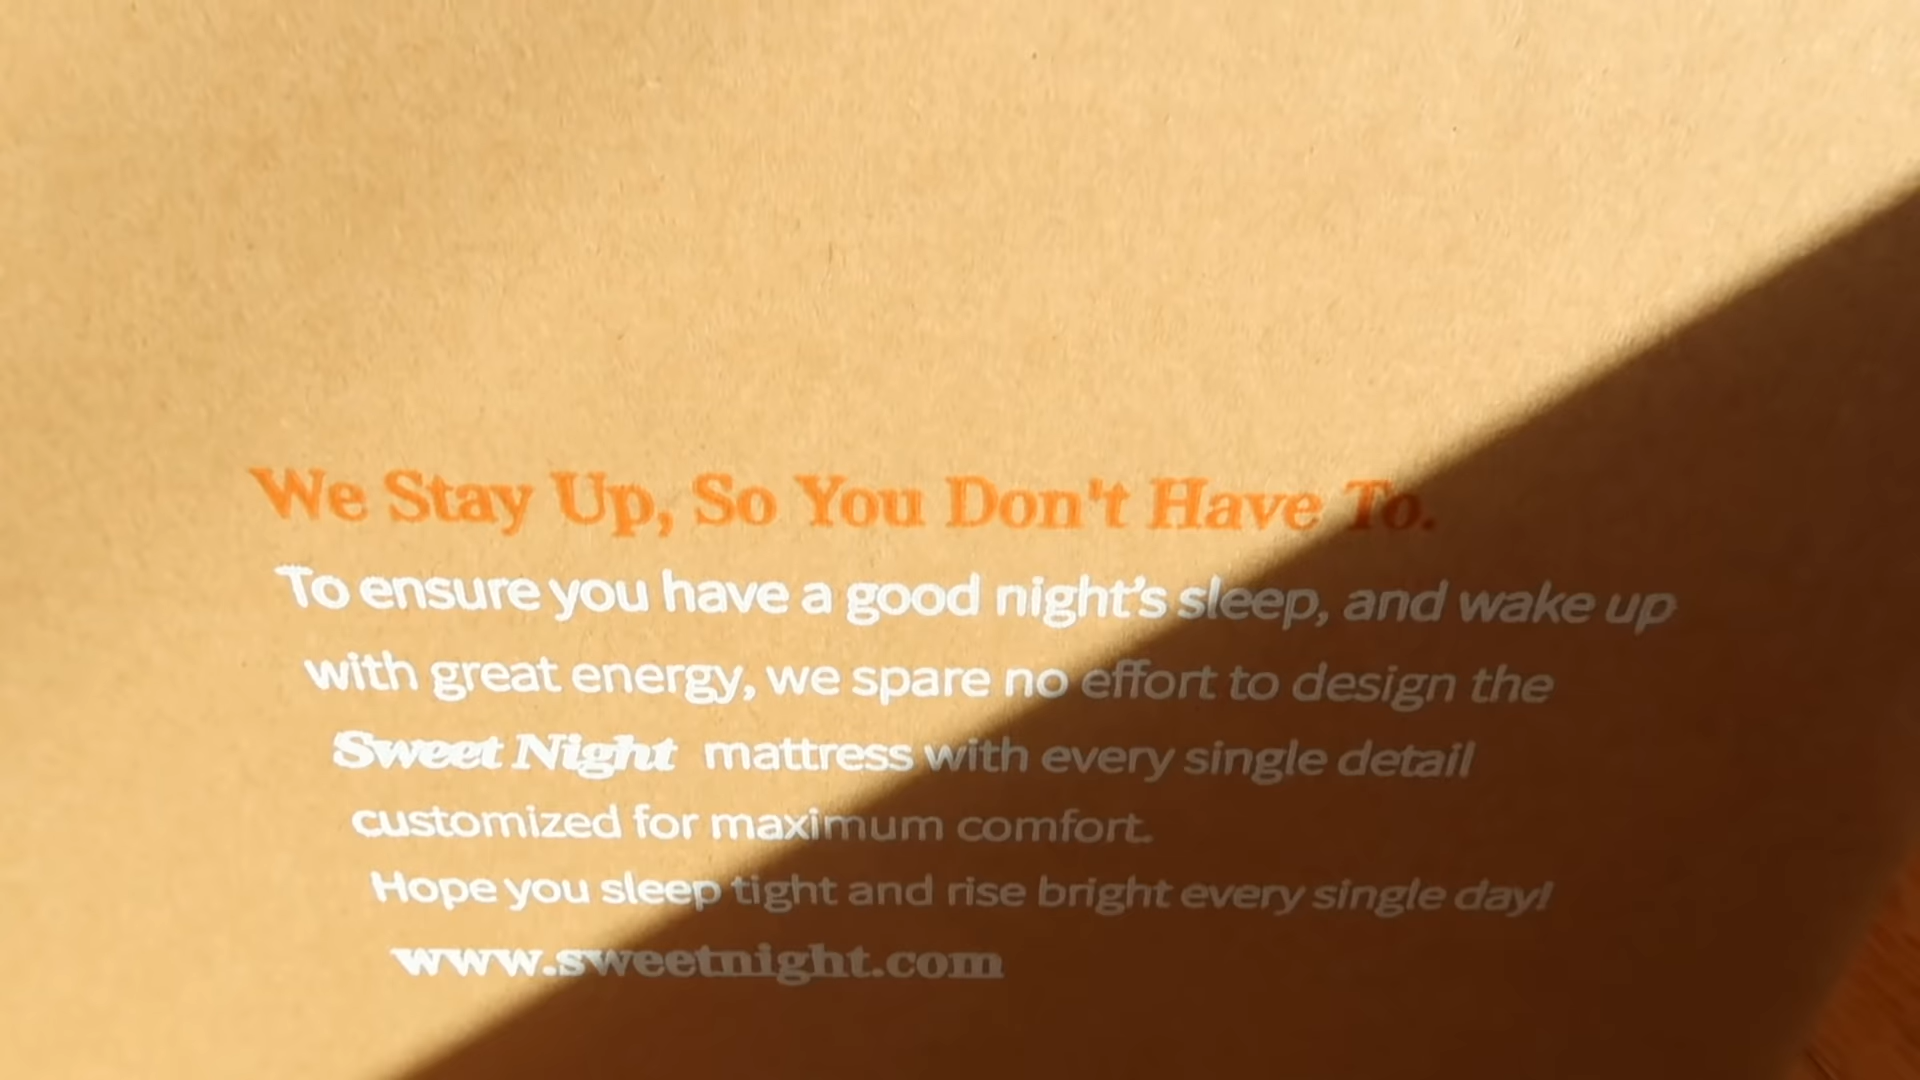 We Stay Up, So You Don't Have To.
To ensure you have a good night’s sleep, and wake up
with great energy, we spare no effort to design the
Sweet Night mattress with every single detail
customized for maximum comfort.
Hope you sleep tight and rise bright every single day!
www.sweetnight.com